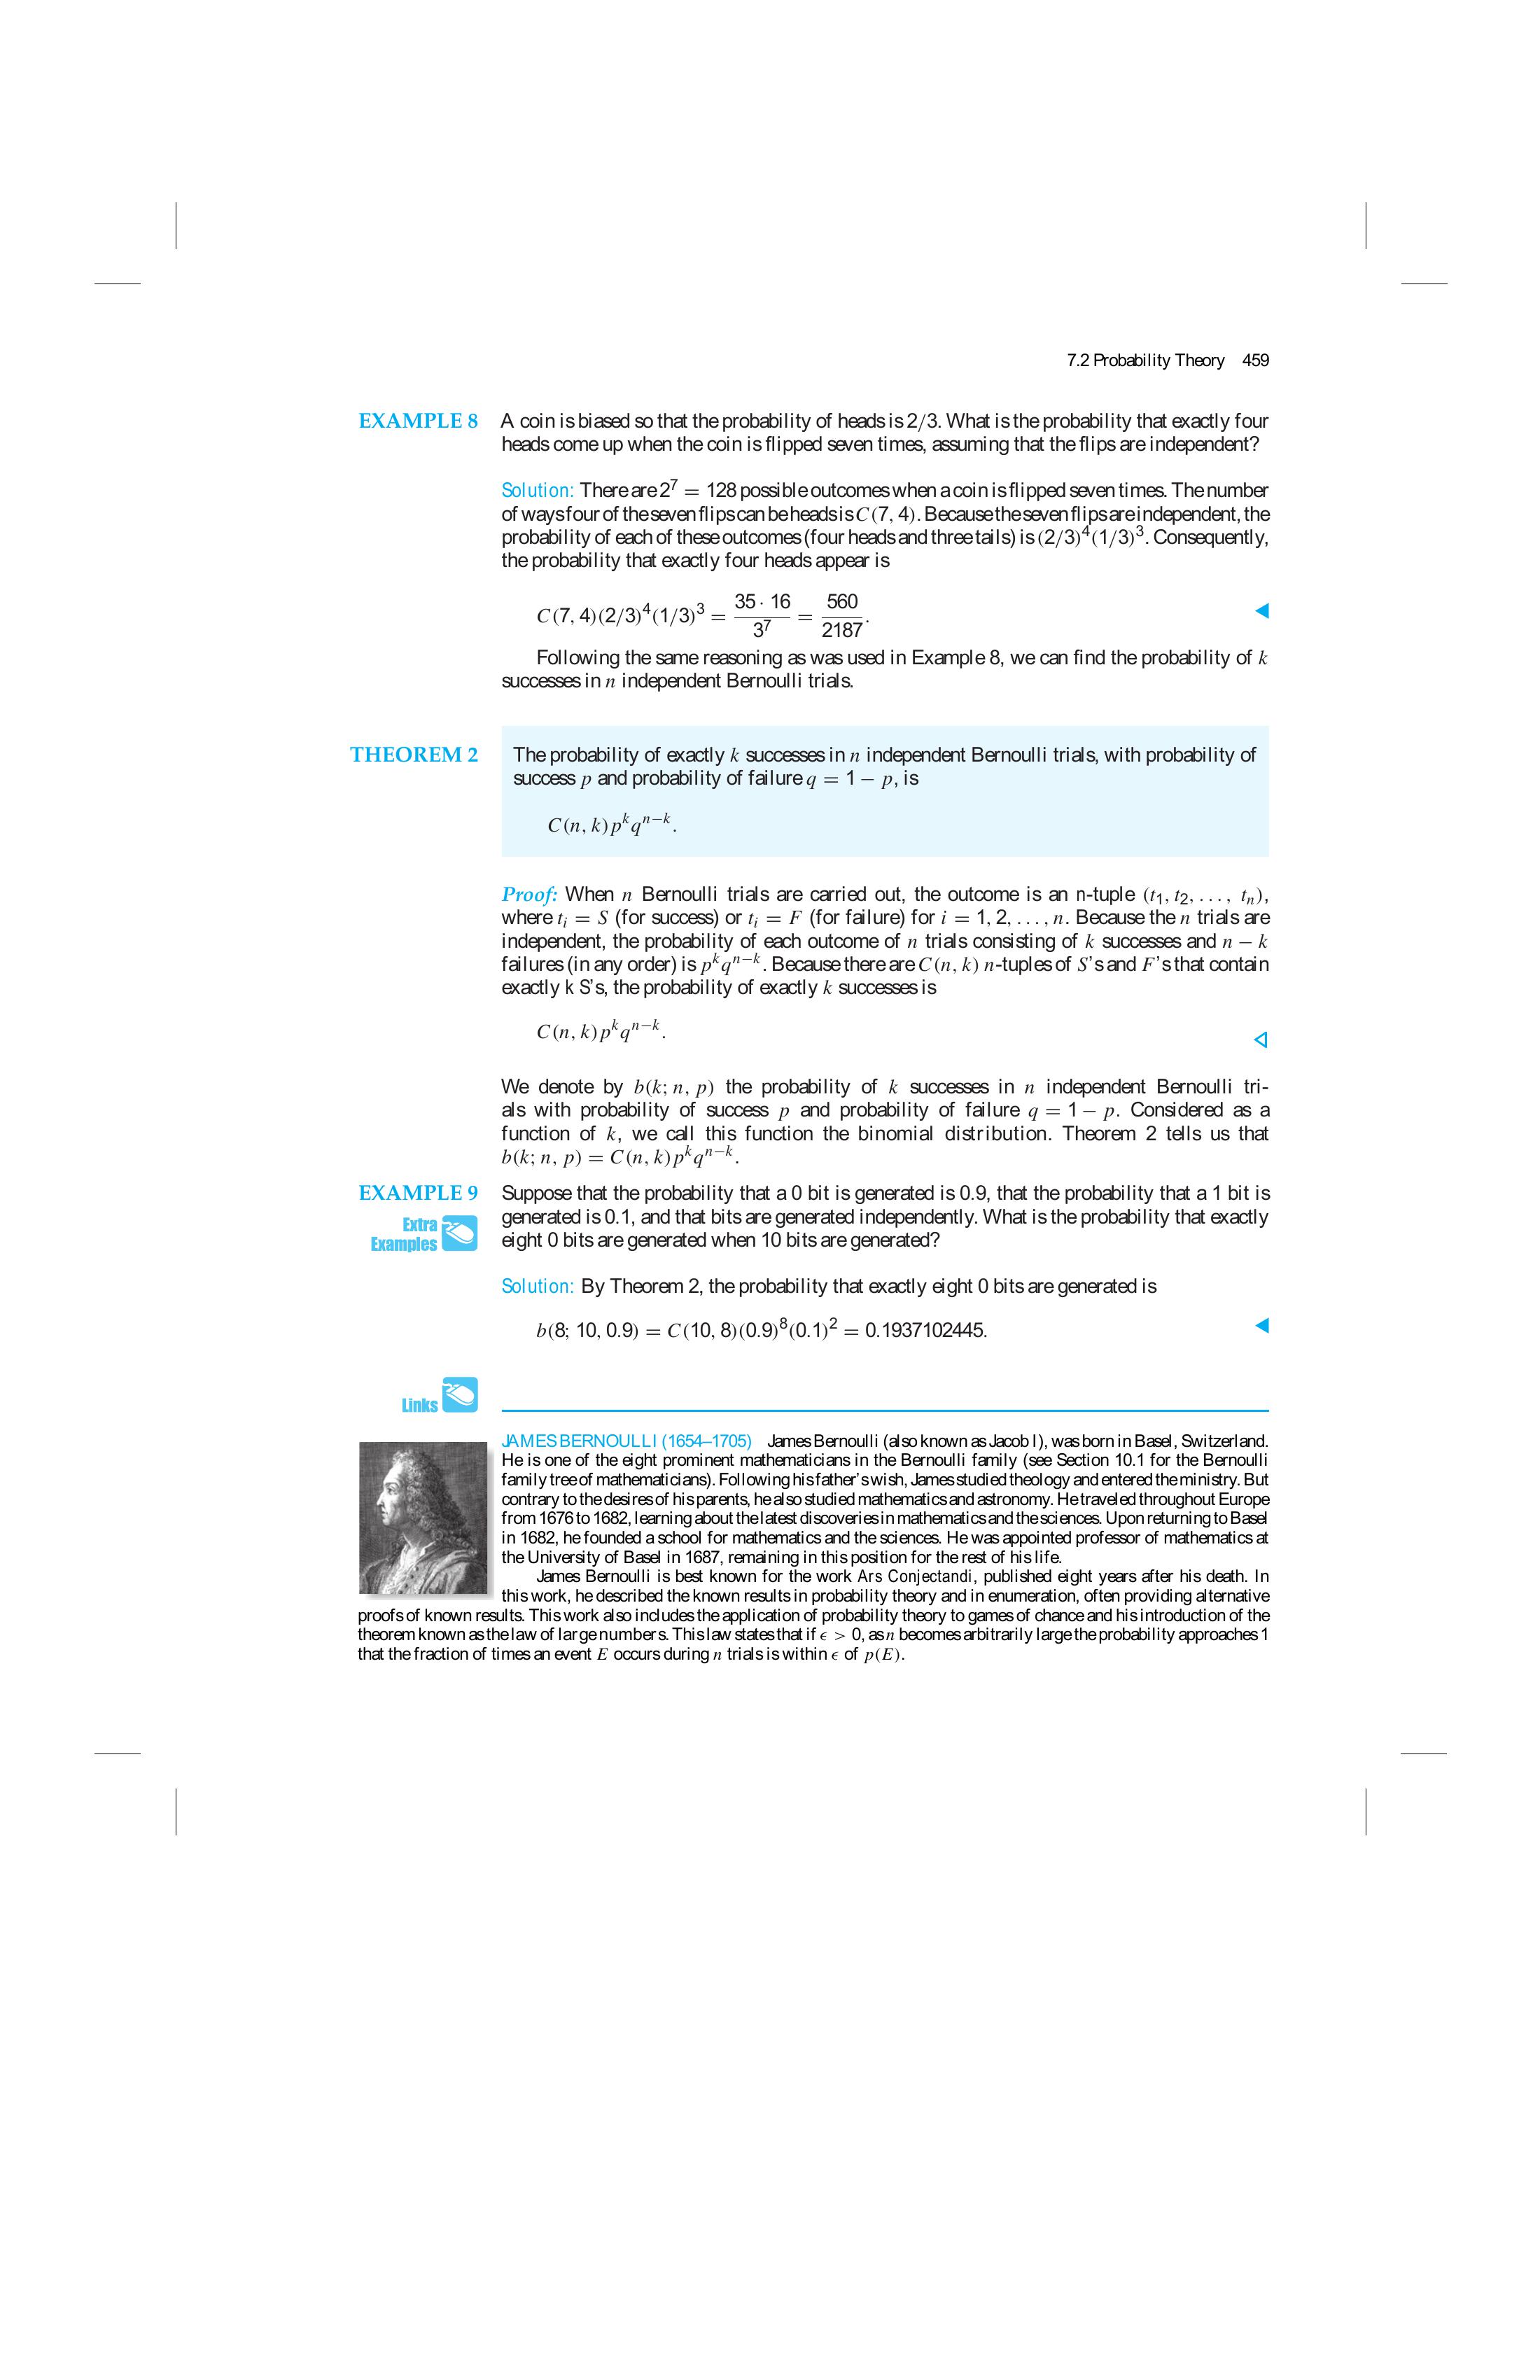 7.2 Probability Theory 459
EXAMPLE 8 A coin is biased so that the probability of heads is 2/3. What is the probability that exactly four
heads come up when the coin is flipped seven times, assuming that the flips are independent?
Solution: There are 2⁷ = 128 possible outcomes when a coin is flipped seven times. The number
of ways four of the seven flips can be heads is C(7, 4). Because the seven flips are independent, the
probability of each of these outcomes (four heads and three tails) is (2/3)⁴(1/3)³. Consequently,
the probability that exactly four heads appear is
C(7, 4)(2/3)⁴(1/3)³ = 35 · 16 / 3⁷ = 560 / 2187.
Following the same reasoning as was used in Example 8, we can find the probability of k
successes in n independent Bernoulli trials.
THEOREM 2 The probability of exactly k successes in n independent Bernoulli trials, with probability of
success p and probability of failure q = 1 − p, is
C(n, k)pᵏqⁿ⁻ᵏ.
Proof: When n Bernoulli trials are carried out, the outcome is an n-tuple (t₁, t₂, . . . , tₙ),
where tᵢ = S (for success) or tᵢ = F (for failure) for i = 1, 2, . . . , n. Because the n trials are
independent, the probability of each outcome of n trials consisting of k successes and n − k
failures (in any order) is pᵏqⁿ⁻ᵏ. Because there are C(n, k) n-tuples of S's and F's that contain
exactly k S's, the probability of exactly k successes is
C(n, k)pᵏqⁿ⁻ᵏ.
We denote by b(k; n, p) the probability of k successes in n independent Bernoulli tri-
als with probability of success p and probability of failure q = 1 − p. Considered as a
function of k, we call this function the binomial distribution. Theorem 2 tells us that
b(k; n, p) = C(n, k)pᵏqⁿ⁻ᵏ.
EXAMPLE 9 Suppose that the probability that a 0 bit is generated is 0.9, that the probability that a 1 bit is
generated is 0.1, and that bits are generated independently. What is the probability that exactly
eight 0 bits are generated when 10 bits are generated?
Extra
Examples
Solution: By Theorem 2, the probability that exactly eight 0 bits are generated is
b(8; 10, 0.9) = C(10, 8)(0.9)⁸(0.1)² = 0.1937102445.
Links
JAMES BERNOULLI (1654–1705) James Bernoulli (also known as Jacob I), was born in Basel, Switzerland.
He is one of the eight prominent mathematicians in the Bernoulli family (see Section 10.1 for the Bernoulli
family tree of mathematicians). Following his father's wish, James studied theology and entered the ministry. But
contrary to the desires of his parents, he also studied mathematics and astronomy. He traveled throughout Europe
from 1676 to 1682, learning about the latest discoveries in mathematics and the sciences. Upon returning to Basel
in 1682, he founded a school for mathematics and the sciences. He was appointed professor of mathematics at
the University of Basel in 1687, remaining in this position for the rest of his life.
James Bernoulli is best known for the work Ars Conjectandi, published eight years after his death. In
this work, he described the known results in probability theory and in enumeration, often providing alternative
proofs of known results. This work also includes the application of probability theory to games of chance and his introduction of the
theorem known as the law of large numbers. This law states that if ϵ > 0, as n becomes arbitrarily large the probability approaches 1
that the fraction of times an event E occurs during n trials is within ϵ of p(E).